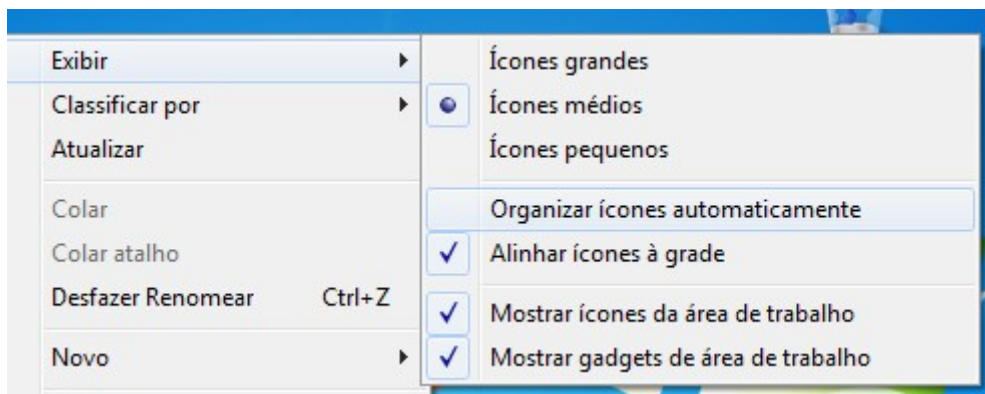 Exibir
Classificar por
Atualizar
Colar
Colar atalho
Desfazer Renomear Ctrl+Z
Novo
Ícones grandes
Ícones médios
Ícones pequenos
Organizar ícones automaticamente
Alinhar ícones à grade
Mostrar ícones da área de trabalho
Mostrar gadgets de área de trabalho